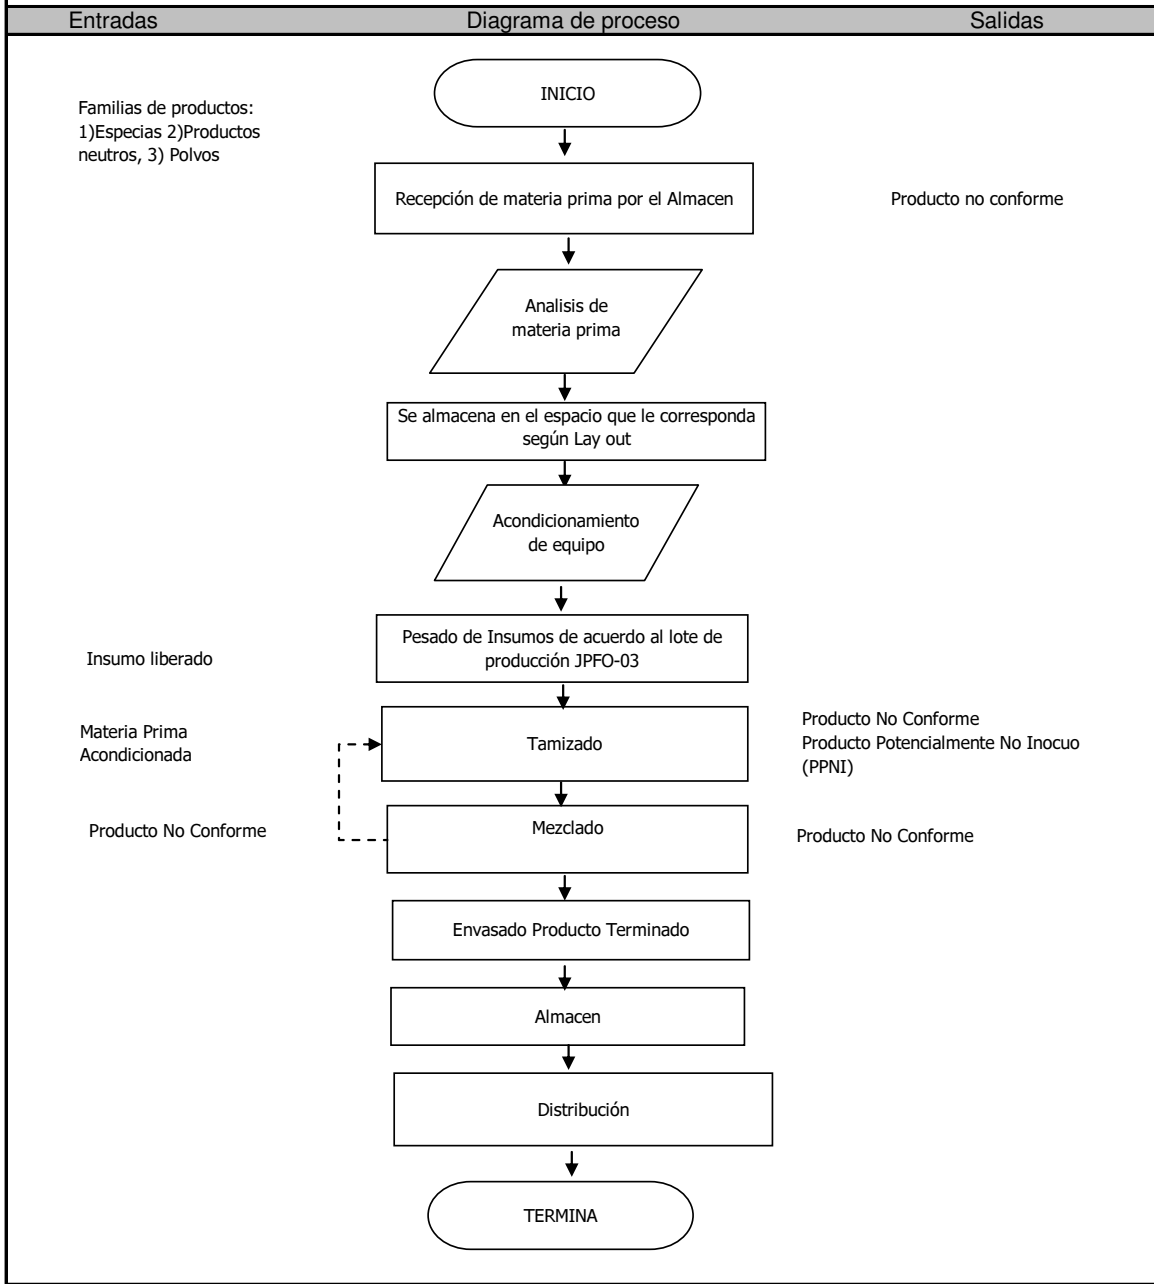 Entradas
Diagrama de proceso
Salidas
INICIO
Familias de productos:
1)Especias 2)Productos
neutros, 3) Polvos
Recepción de materia prima por el Almacen
Producto no conforme
Analisis de
materia prima
Se almacena en el espacio que le corresponda
según Lay out
Acondicionamiento
de equipo
Pesado de Insumos de acuerdo al lote de
producción JPFO-03
Insumo liberado
Materia Prima
Acondicionada
Tamizado
Producto No Conforme
Producto Potencialmente No Inocuo
(PPNI)
Producto No Conforme
Mezclado
Producto No Conforme
Envasado Producto Terminado
Almacen
Distribución
TERMINA